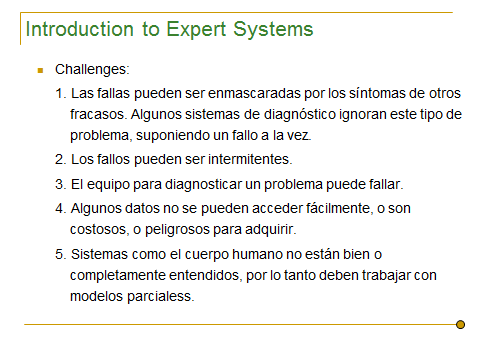 Introduction to Expert Systems
Challenges:
1. Las fallas pueden ser enmascaradas por los síntomas de otros
fracasos. Algunos sistemas de diagnóstico ignoran este tipo de
problema, suponiendo un fallo a la vez.
2. Los fallos pueden ser intermitentes.
3. El equipo para diagnosticar un problema puede fallar.
4. Algunos datos no se pueden acceder fácilmente, o son
costosos, o peligrosos para adquirir.
5. Sistemas como el cuerpo humano no están bien o
completamente entendidos, por lo tanto deben trabajar con
modelos parcialess.